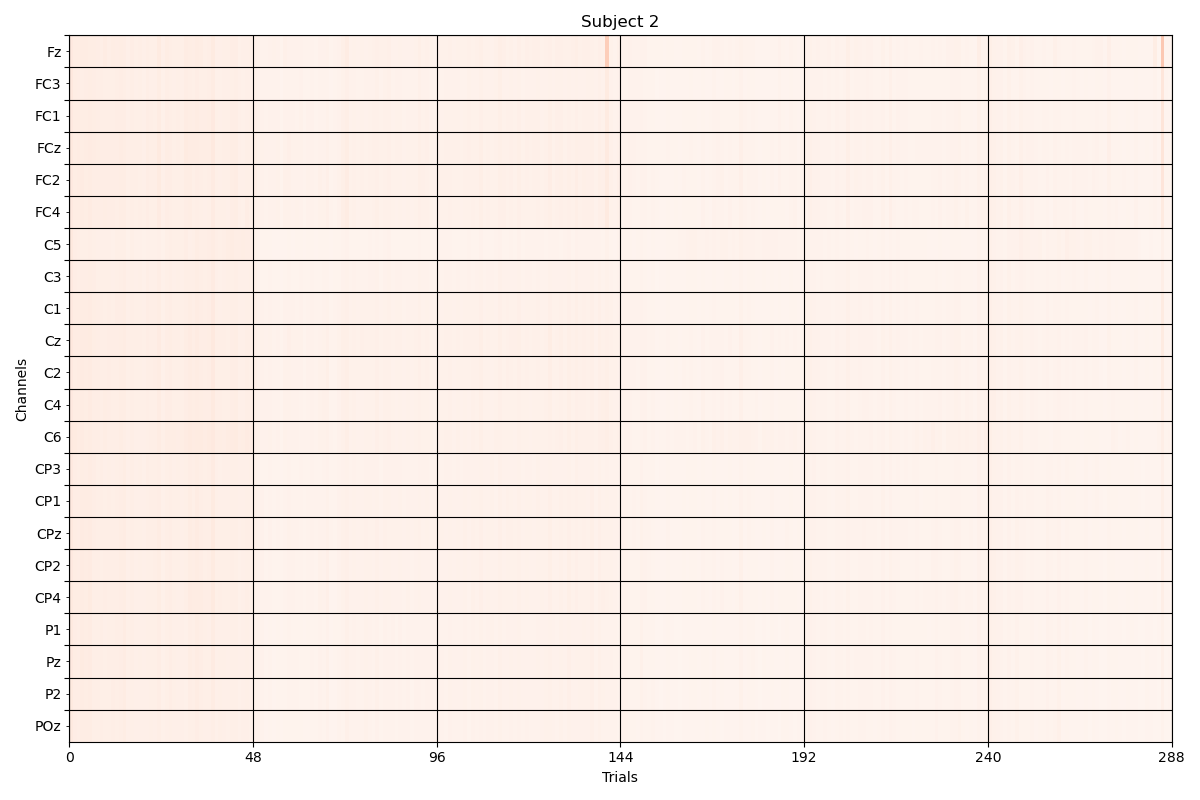 Subject 2
Fz
FC3
FC1
FCz
FC2
FC4
C5
C3
C1
Cz
C2
C4
C6
CP3
CP1
CPz
CP2
CP4
P1
Pz
P2
POz
Channels
0 48 96 144 192 240 288
Trials